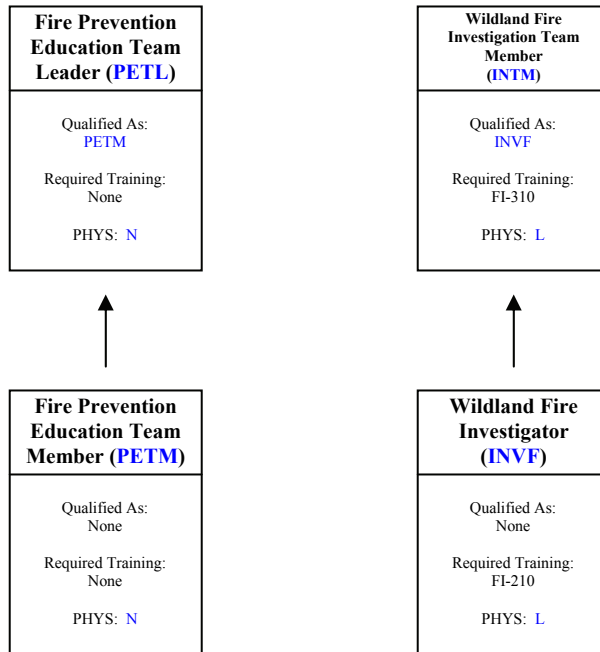 Fire Prevention
Education Team
Leader (PETL)
Qualified As:
PETM
Required Training:
None
PHYS: N
Wildland Fire
Investigation Team
Member
(INTM)
Qualified As:
INVF
Required Training:
FI-310
PHYS: L
Fire Prevention
Education Team
Member (PETM)
Qualified As:
None
Required Training:
None
PHYS: N
Wildland Fire
Investigator
(INVF)
Qualified As:
None
Required Training:
FI-210
PHYS: L